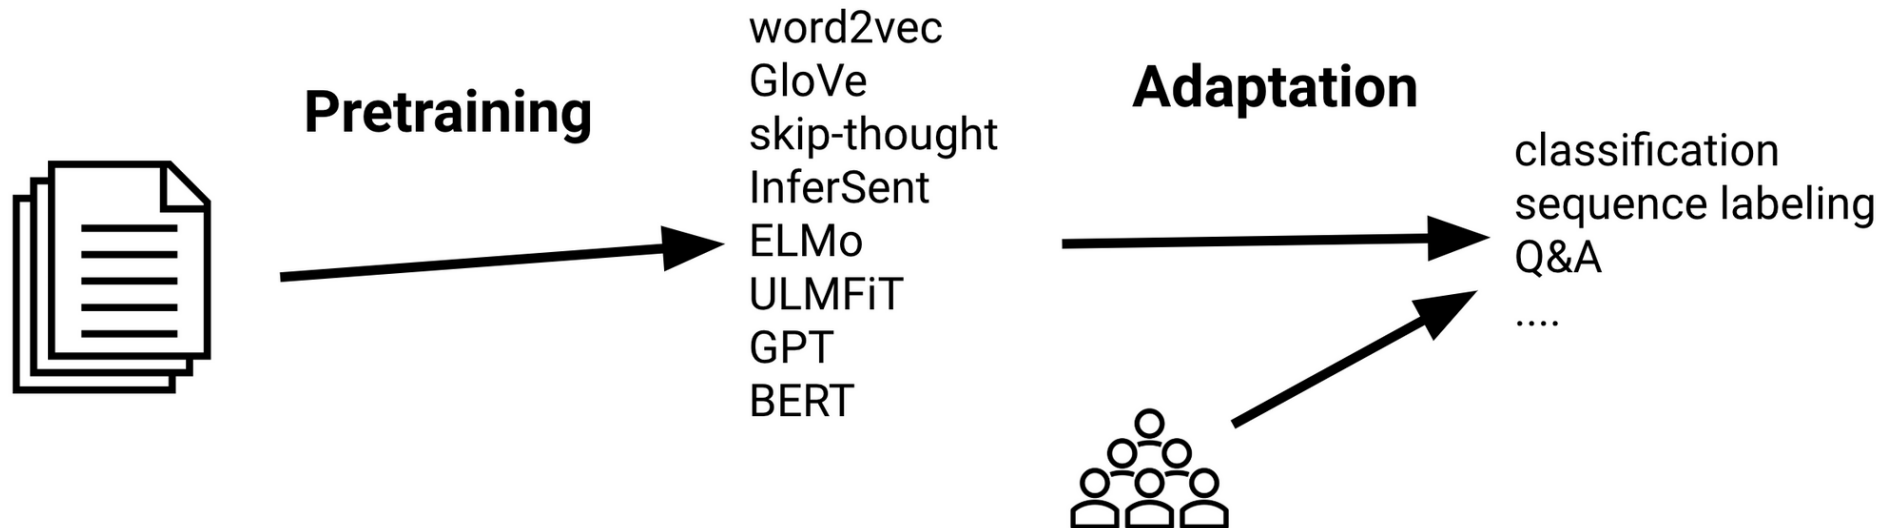 Pretraining
word2vec
GloVe
skip-thought
InferSent
ELMo
ULMFiT
GPT
BERT
Adaptation
classification
sequence labeling
Q&A
....